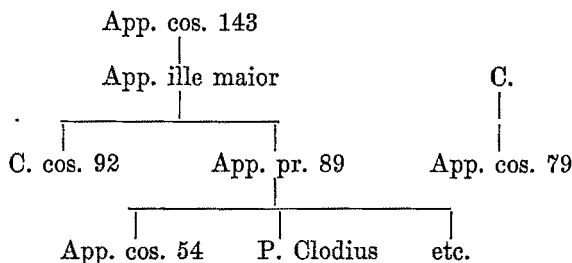 App. cos. 143
App. ille maior
C.
C. cos. 92 App. pr. 89 App. cos. 79
App. cos. 54 P. Clodius etc.